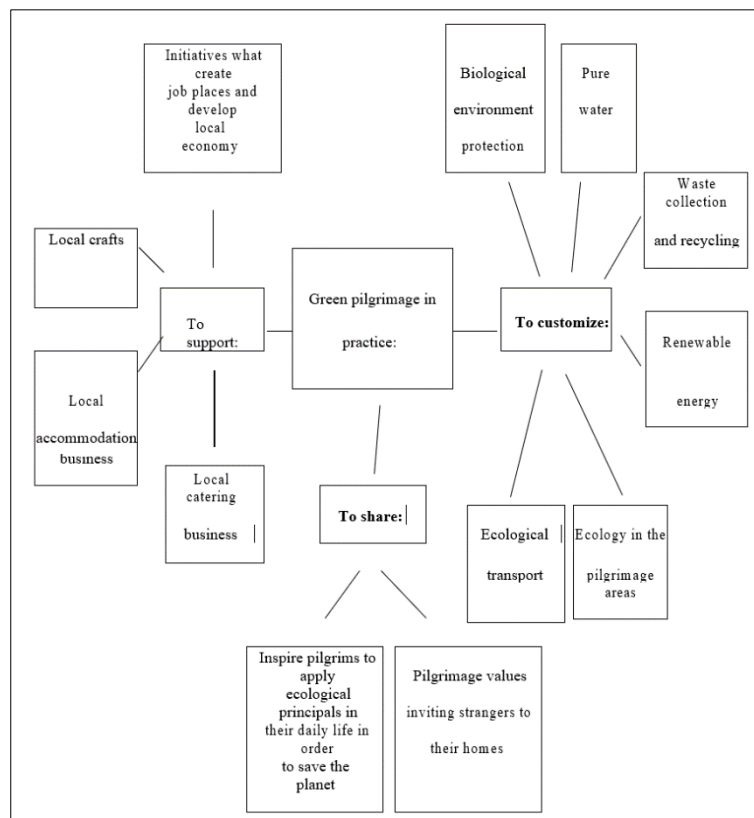 Initiatives what
create
job places and
develop
local
economy
Biological
environment
protection
Pure
water
Waste
collection
and recycling
Local crafts
Green pilgrimage in
practice:
To
support:
To customize:
Renewable
energy
Local
accommodation
business
Local
catering
business
To share:
Ecological
transport
Ecology in the
pilgrimage
areas
Inspire pilgrims to
apply
ecological
principals in
their daily life in
order
to save the
planet
Pilgrimage values
inviting strangers to
their homes